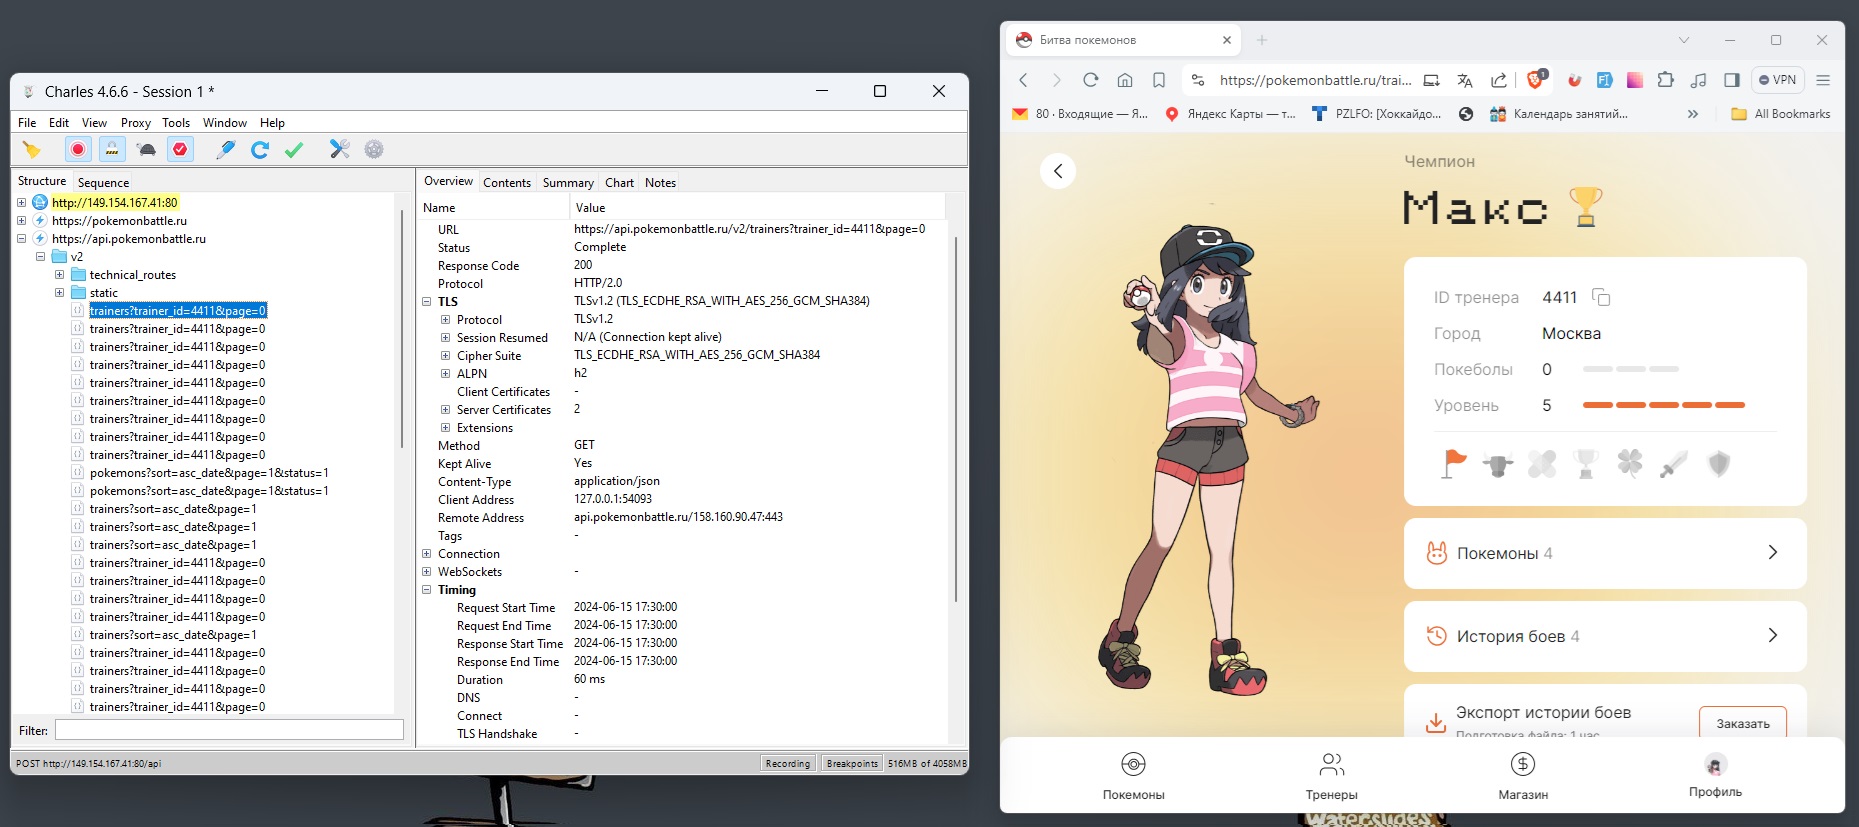 Charles 4.6.6 - Session 1 *
File Edit View Proxy Tools Window Help
Structure Sequence
http://149.154.167.41:80
https://pokemonbattle.ru
https://api.pokemonbattle.ru
v2
technical_routes
static
trainers?trainer_id=4411&page=0
trainers?trainer_id=4411&page=0
trainers?trainer_id=4411&page=0
trainers?trainer_id=4411&page=0
trainers?trainer_id=4411&page=0
trainers?trainer_id=4411&page=0
trainers?trainer_id=4411&page=0
trainers?trainer_id=4411&page=0
trainers?trainer_id=4411&page=0
pokemons?sort=asc_date&page=1&status=1
pokemons?sort=asc_date&page=1&status=1
trainers?sort=asc_date&page=1
trainers?sort=asc_date&page=1
trainers?sort=asc_date&page=1
trainers?trainer_id=4411&page=0
trainers?trainer_id=4411&page=0
trainers?trainer_id=4411&page=0
trainers?trainer_id=4411&page=0
trainers?sort=asc_date&page=1
trainers?trainer_id=4411&page=0
trainers?trainer_id=4411&page=0
trainers?trainer_id=4411&page=0
trainers?trainer_id=4411&page=0
Filter:
Overview Contents Summary Chart Notes
Name Value
URL https://api.pokemonbattle.ru/v2/trainers?trainer_id=4411&page=0
Status Complete
Response Code 200
Protocol HTTP/2.0
TLS TLSv1.2 (TLS_ECDHE_RSA_WITH_AES_256_GCM_SHA384)
Protocol TLSv1.2
Session Resumed N/A (Connection kept alive)
Cipher Suite TLS_ECDHE_RSA_WITH_AES_256_GCM_SHA384
ALPN h2
Client Certificates -
Server Certificates 2
Extensions
Method GET
Kept Alive Yes
Content-Type application/json
Client Address 127.0.0.1:54093
Remote Address api.pokemonbattle.ru/158.160.90.47:443
Tags -
Connection
WebSockets -
Timing
Request Start Time 2024-06-15 17:30:00
Request End Time 2024-06-15 17:30:00
Response Start Time 2024-06-15 17:30:00
Response End Time 2024-06-15 17:30:00
Duration 60 ms
DNS -
Connect -
TLS Handshake -
POST http://149.154.167.41:80/api Recording Breakpoints 516MB of 4058MB
Битва покемонов
https://pokemonbattle.ru/trai... 1 VPN
80 · Входящие — Я... Яндекс Карты — т... PZLFO: [Хоккайдо... Календарь занятий... » All Bookmarks
Чемпион
Макс
ID тренера 4411
Город Москва
Покеболы 0
Уровень 5
Покемоны 4
История боев 4
Экспорт истории боев
Подготовка файла: 1 час
Заказать
Покемоны Тренеры Магазин Профиль
waterslides